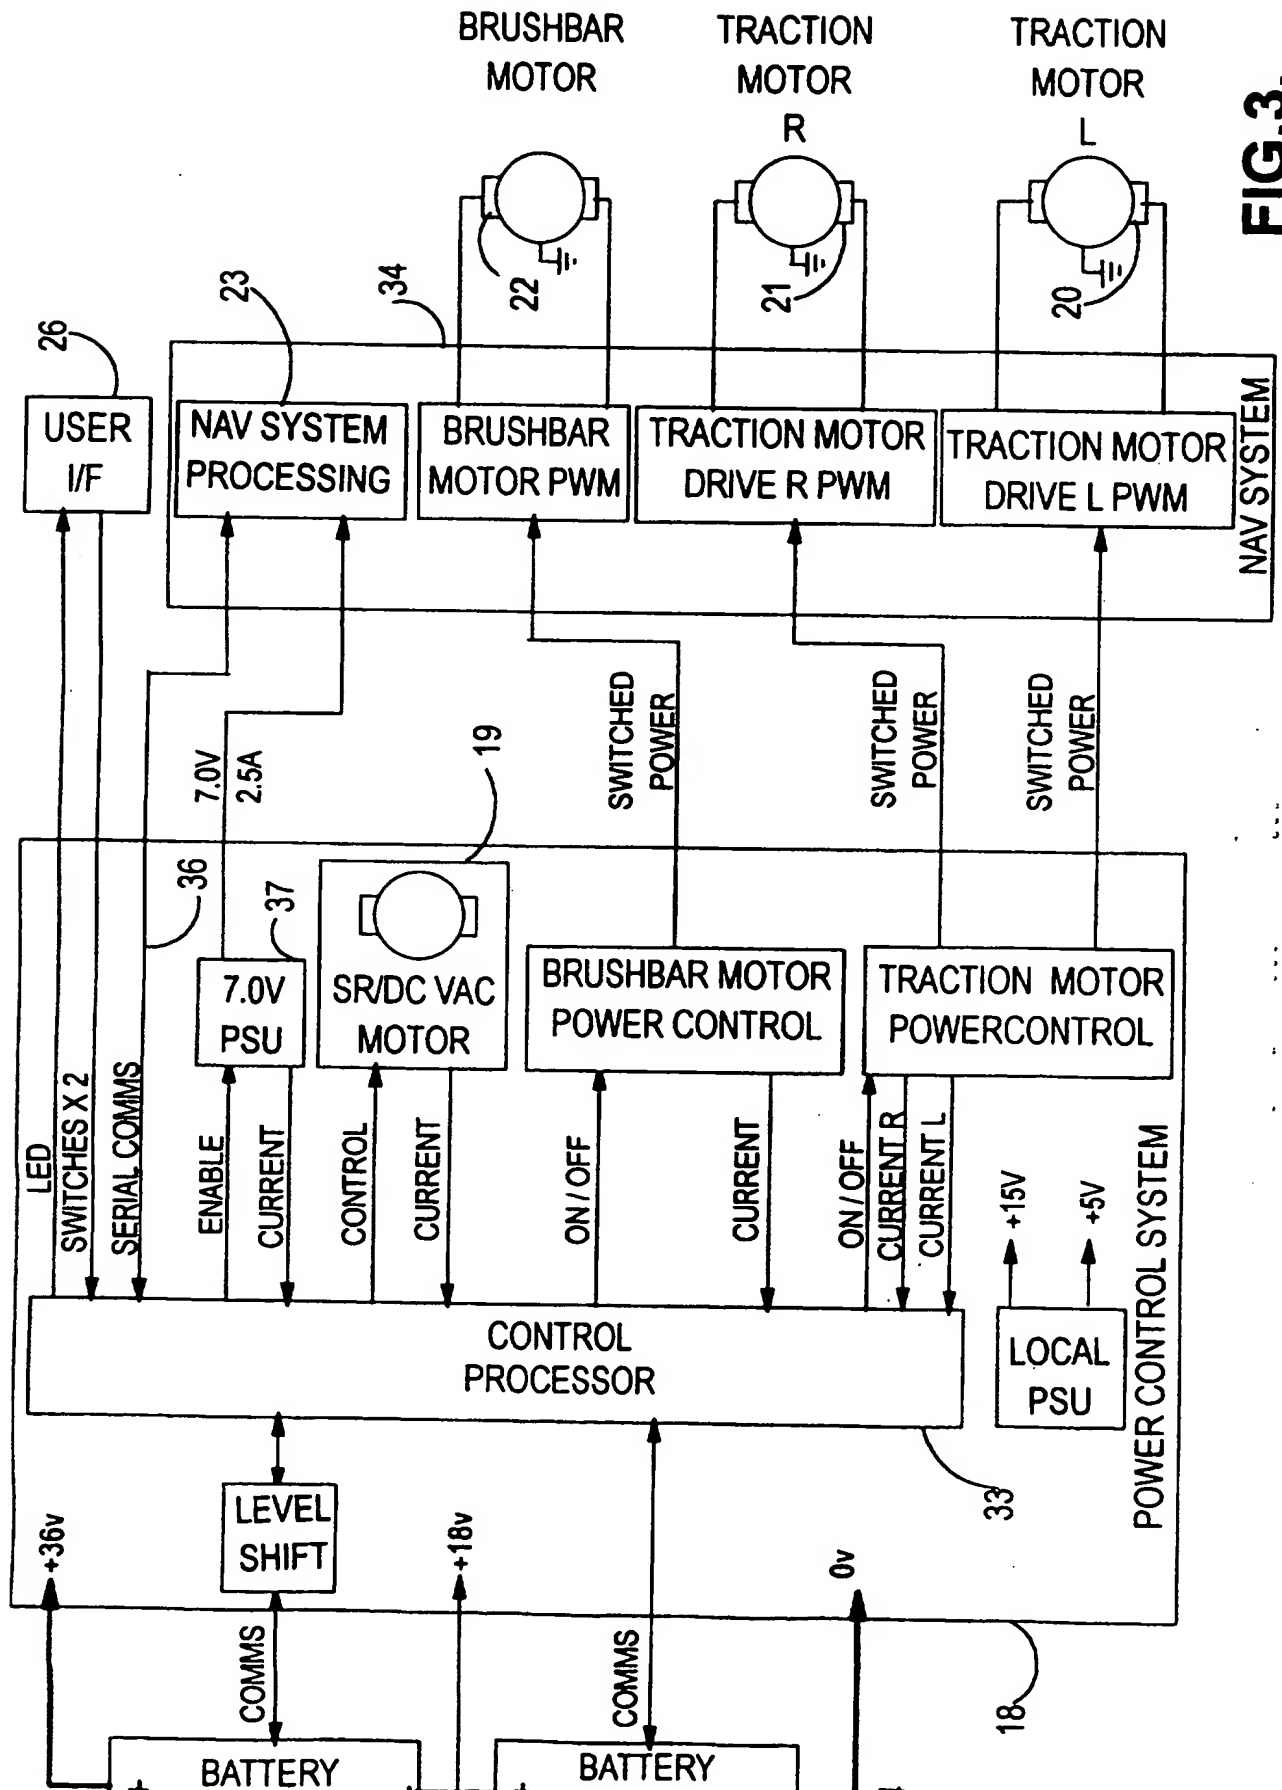 BRUSHBAR
MOTOR
TRACTION
MOTOR
R
TRACTION
MOTOR
L
FIG.3.
22
21
20
26
23
34
USER
I/F
NAV SYSTEM
PROCESSING
BRUSHBAR
MOTOR PWM
TRACTION MOTOR
DRIVE R PWM
TRACTION MOTOR
DRIVE L PWM
NAV SYSTEM
7.0V
2.5A
19
SWITCHED
POWER
SWITCHED
POWER
SWITCHED
POWER
36
37
7.0V
PSU
SR/DC VAC
MOTOR
BRUSHBAR MOTOR
POWER CONTROL
TRACTION MOTOR
POWERCONTROL
LED
SWITCHES X 2
SERIAL COMMS
ENABLE
CURRENT
CONTROL
CURRENT
ON / OFF
CURRENT
ON / OFF
CURRENT R
CURRENT L
+15V
+5V
CONTROL
PROCESSOR
LOCAL
PSU
POWER CONTROL SYSTEM
33
+36v
LEVEL
SHIFT
+18v
0v
COMMS
COMMS
18
BATTERY
BATTERY
+
+